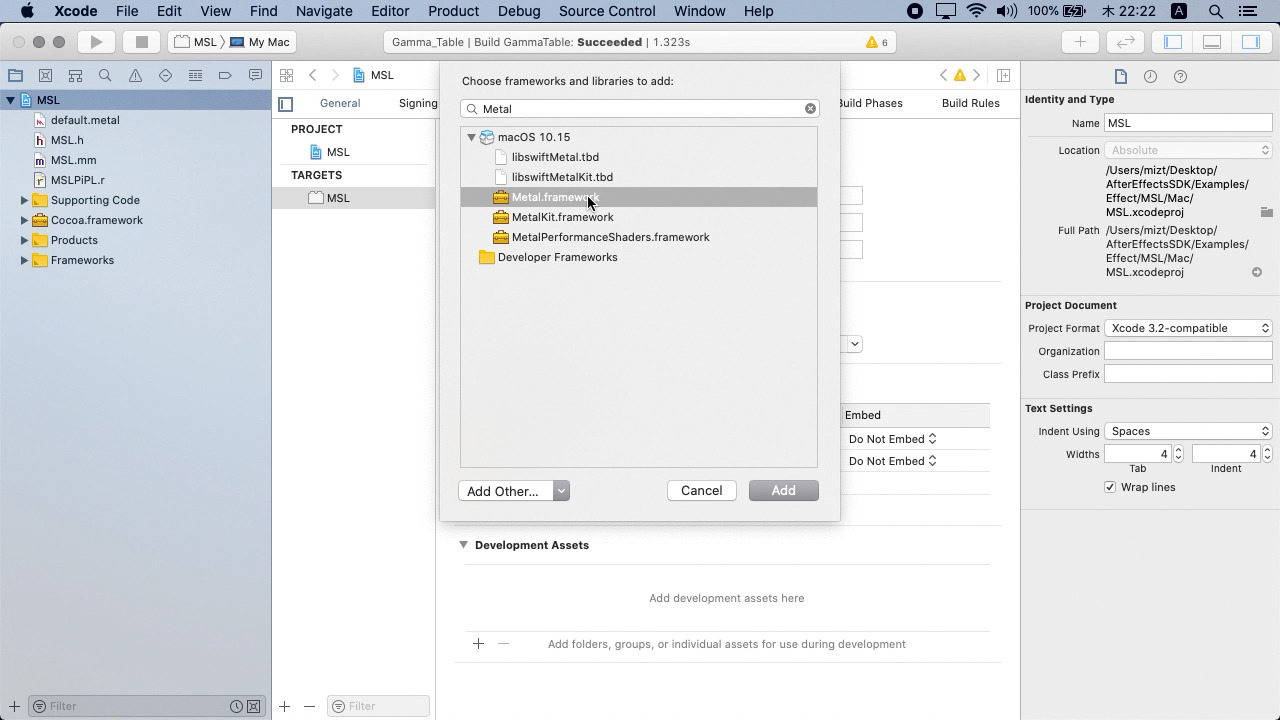 Xcode File Edit View Find Navigate Editor Product Debug Source Control Window Help 100% 木 22:22 A
MSL My Mac Gamma_Table | Build GammaTable: Succeeded | 1.323s 6
MSL
General Signing Build Phases Build Rules
MSL
default.metal
MSL.h
MSL.mm
MSLPiPL.r
Supporting Code
Cocoa.framework
Products
Frameworks
Filter
PROJECT
MSL
TARGETS
MSL
Filter
Choose frameworks and libraries to add:
Metal
macOS 10.15
libswiftMetal.tbd
libswiftMetalKit.tbd
Metal.framework
MetalKit.framework
MetalPerformanceShaders.framework
Developer Frameworks
Add Other... Cancel Add
Embed
Do Not Embed
Do Not Embed
Development Assets
Add development assets here
Add folders, groups, or individual assets for use during development
Identity and Type
Name MSL
Location Absolute
/Users/mizt/Desktop/
AfterEffectsSDK/Examples/
Effect/MSL/Mac/
MSL.xcodeproj
Full Path /Users/mizt/Desktop/
AfterEffectsSDK/Examples/
Effect/MSL/Mac/
MSL.xcodeproj
Project Document
Project Format Xcode 3.2-compatible
Organization
Class Prefix
Text Settings
Indent Using Spaces
Widths 4 4
Tab Indent
Wrap lines